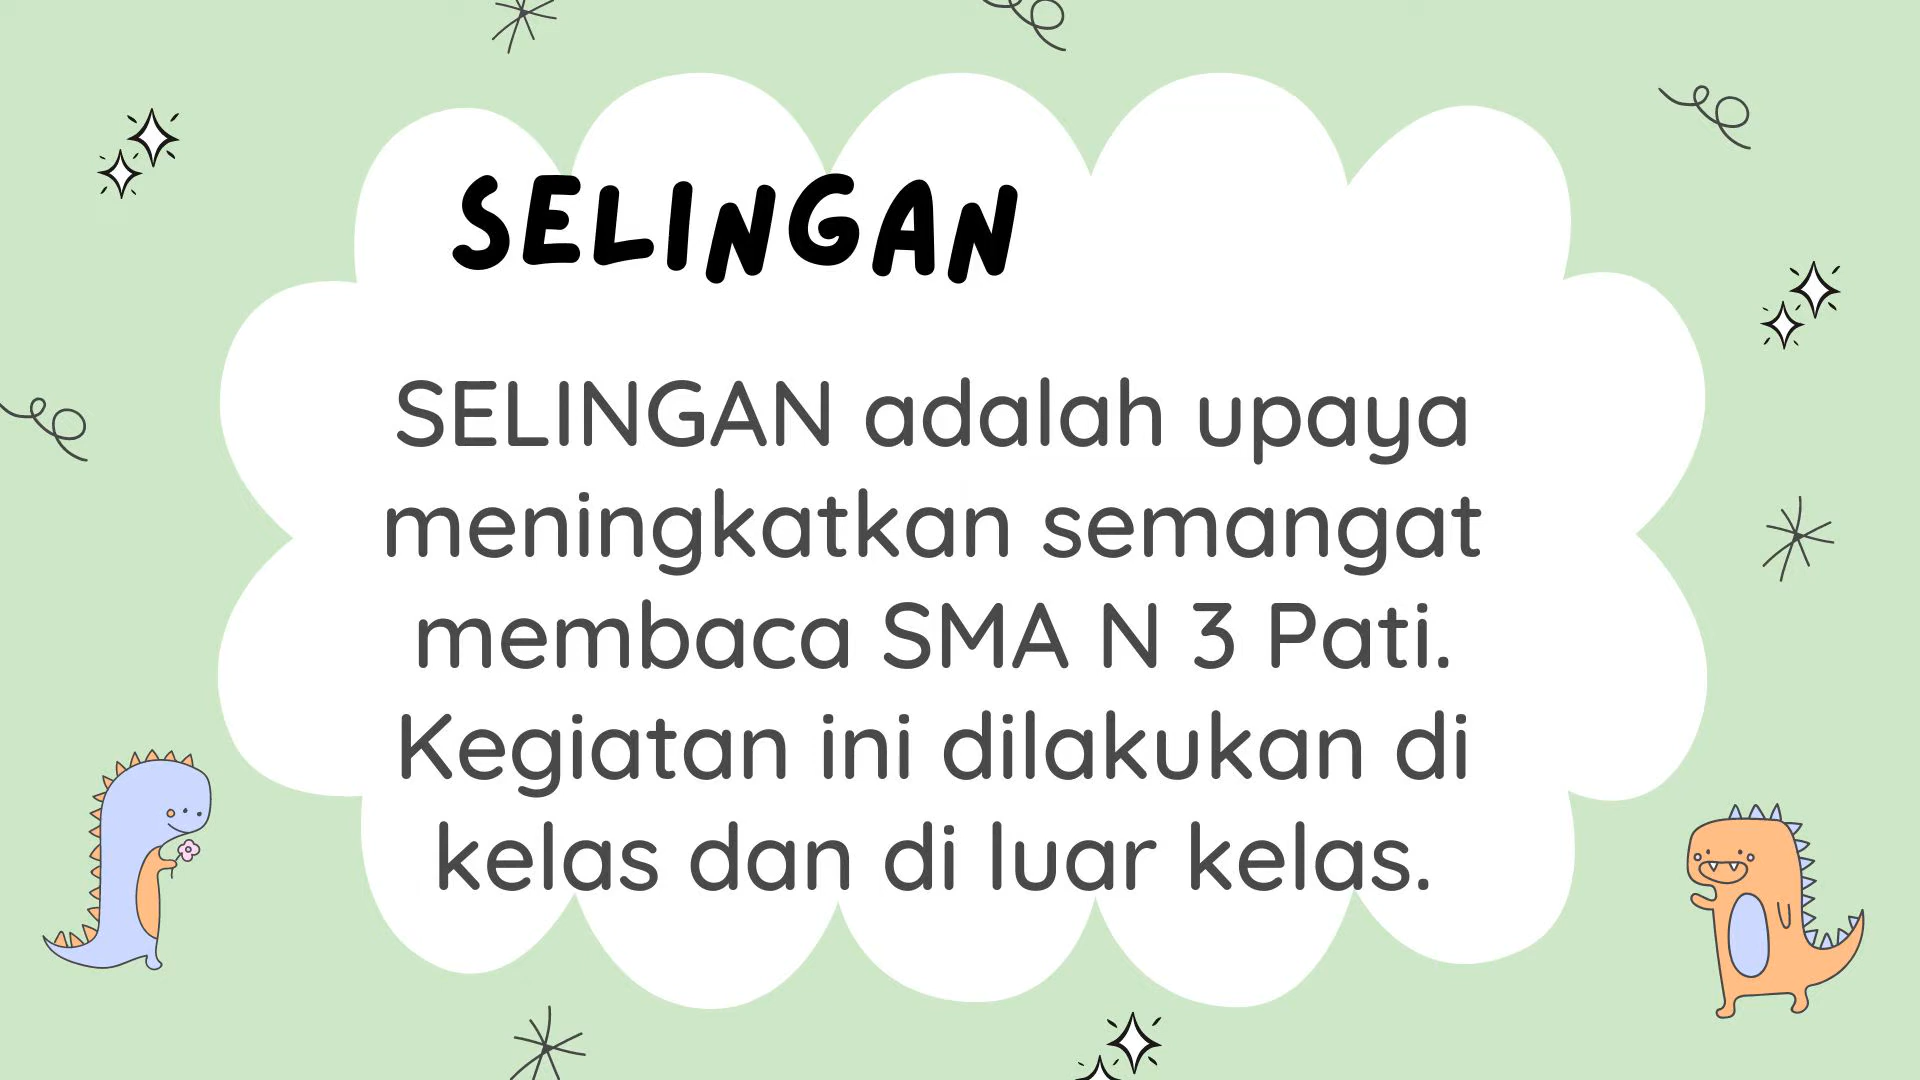 SELINGAN
SELINGAN adalah upaya
meningkatkan semangat
membaca SMA N 3 Pati.
Kegiatan ini dilakukan di
kelas dan di luar kelas.